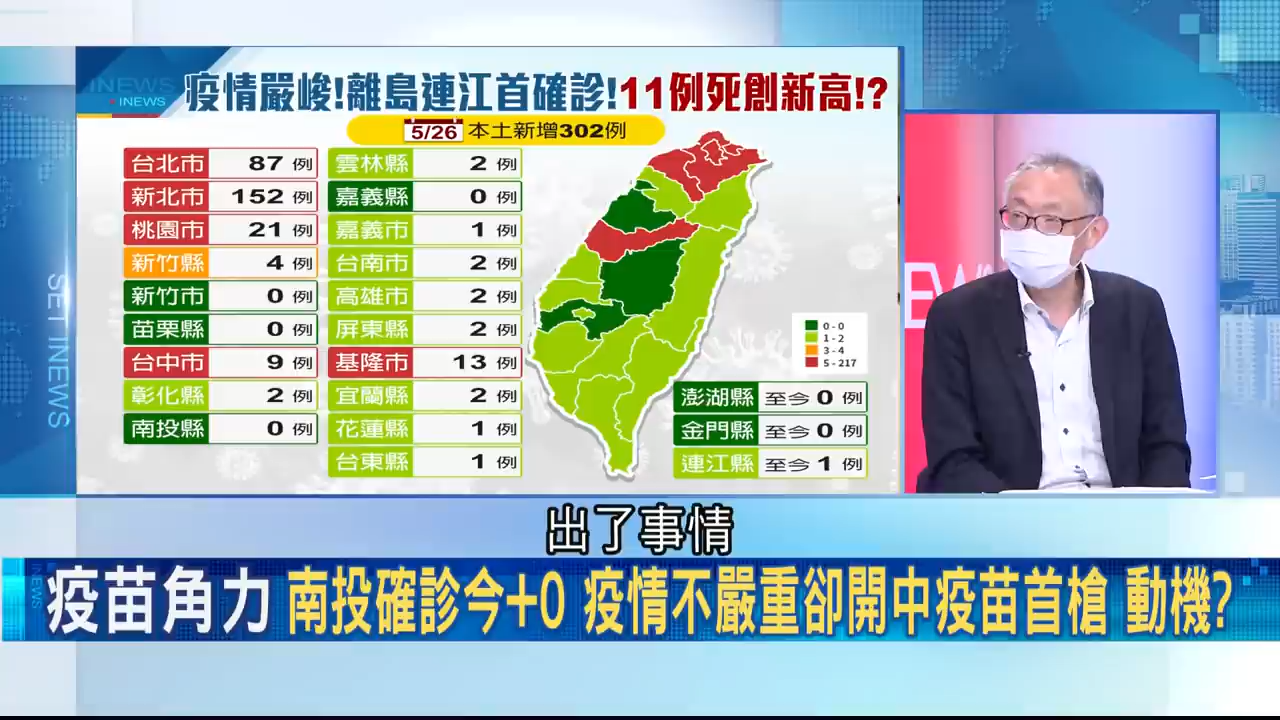 INEWS
INEWS
疫情嚴峻!離島連江首確診!11例死創新高!?
5/26 本土新增302例
台北市 87 例
新北市 152 例
桃園市 21 例
新竹縣 4 例
新竹市 0 例
苗栗縣 0 例
台中市 9 例
彰化縣 2 例
南投縣 0 例
雲林縣 2 例
嘉義縣 0 例
嘉義市 1 例
台南市 2 例
高雄市 2 例
屏東縣 2 例
基隆市 13 例
宜蘭縣 2 例
花蓮縣 1 例
台東縣 1 例
0-0
1-2
3-4
5-217
澎湖縣 至今 0 例
金門縣 至今 0 例
連江縣 至今 1 例
SET INEWS
出了事情
INEWS
疫苗角力 南投確診今+0 疫情不嚴重卻開中疫苗首槍 動機?